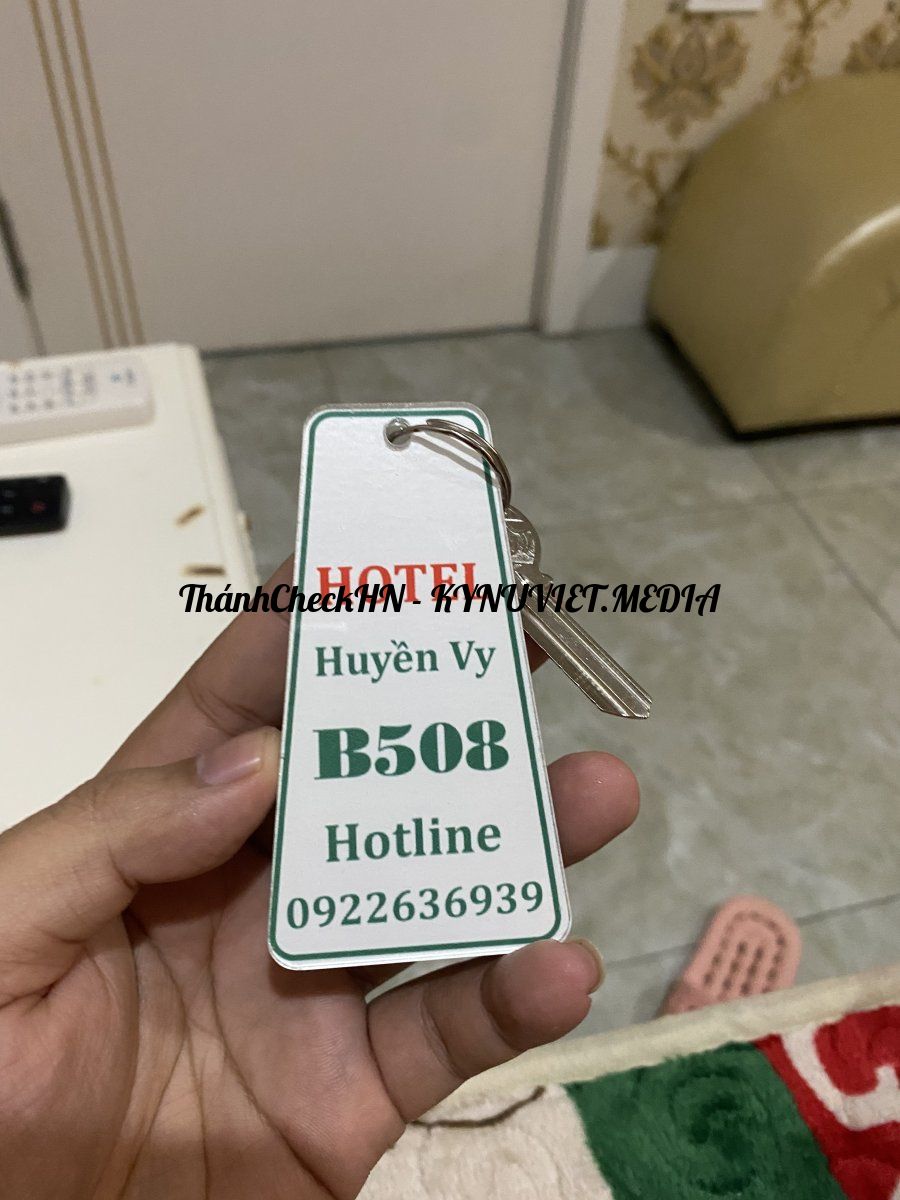 HOTEL
ThánhCheckHN - KYNUVIET.MEDIA
Huyền Vy
B508
Hotline
0922636939